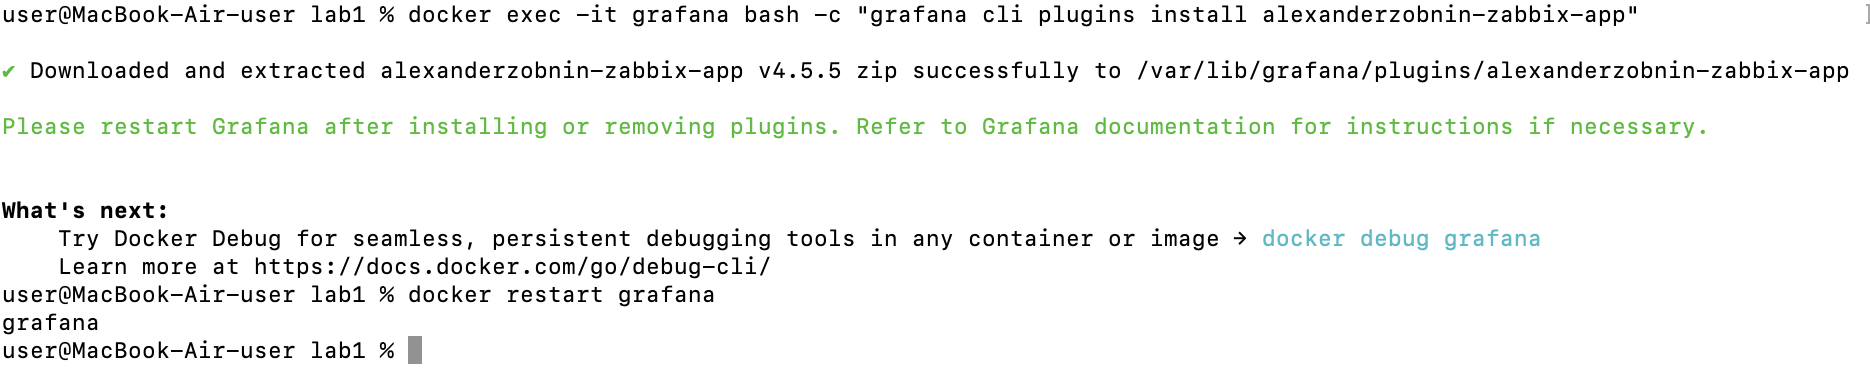 user@MacBook-Air-user lab1 % docker exec -it grafana bash -c "grafana cli plugins install alexanderzobnin-zabbix-app"
✔ Downloaded and extracted alexanderzobnin-zabbix-app v4.5.5 zip successfully to /var/lib/grafana/plugins/alexanderzobnin-zabbix-app
Please restart Grafana after installing or removing plugins. Refer to Grafana documentation for instructions if necessary.
What's next:
    Try Docker Debug for seamless, persistent debugging tools in any container or image → docker debug grafana
    Learn more at https://docs.docker.com/go/debug-cli/
user@MacBook-Air-user lab1 % docker restart grafana
grafana
user@MacBook-Air-user lab1 %